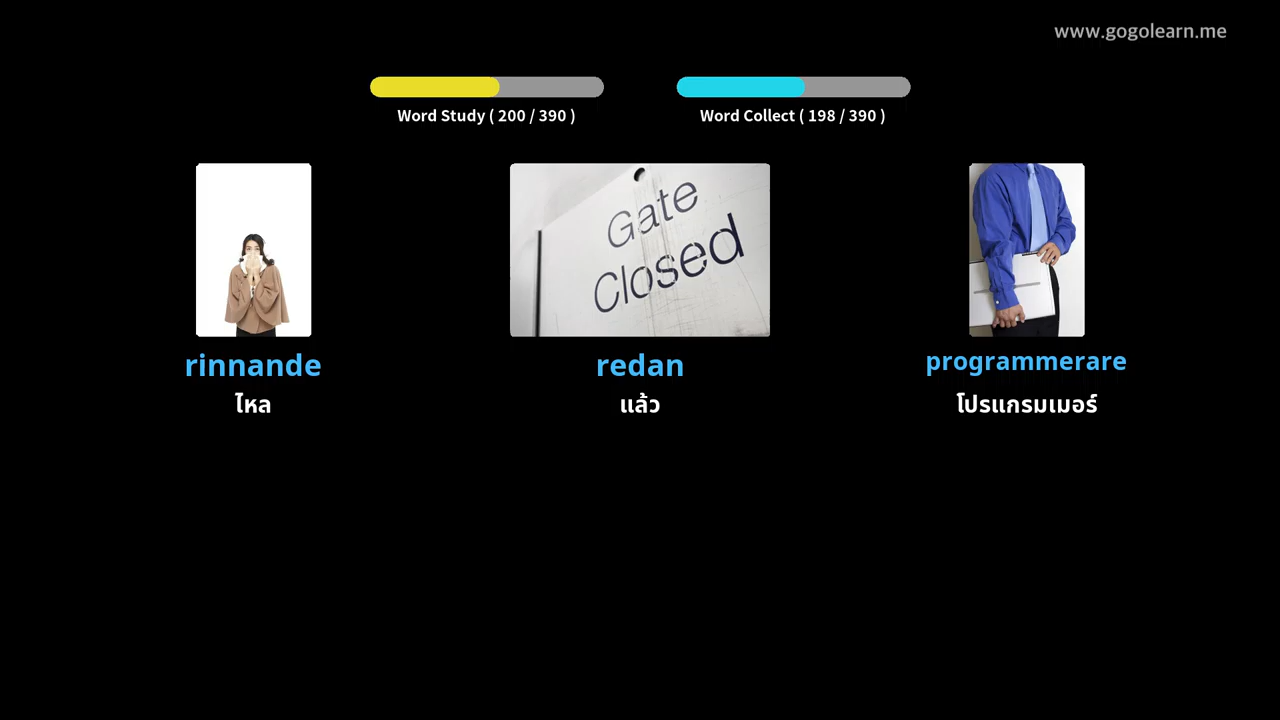 www.gogolearn.me
Word Study ( 200 / 390 )
Word Collect ( 198 / 390 )
Gate
Closed
rinnande
redan
programmerare
ไหล
แล้ว
โปรแกรมเมอร์